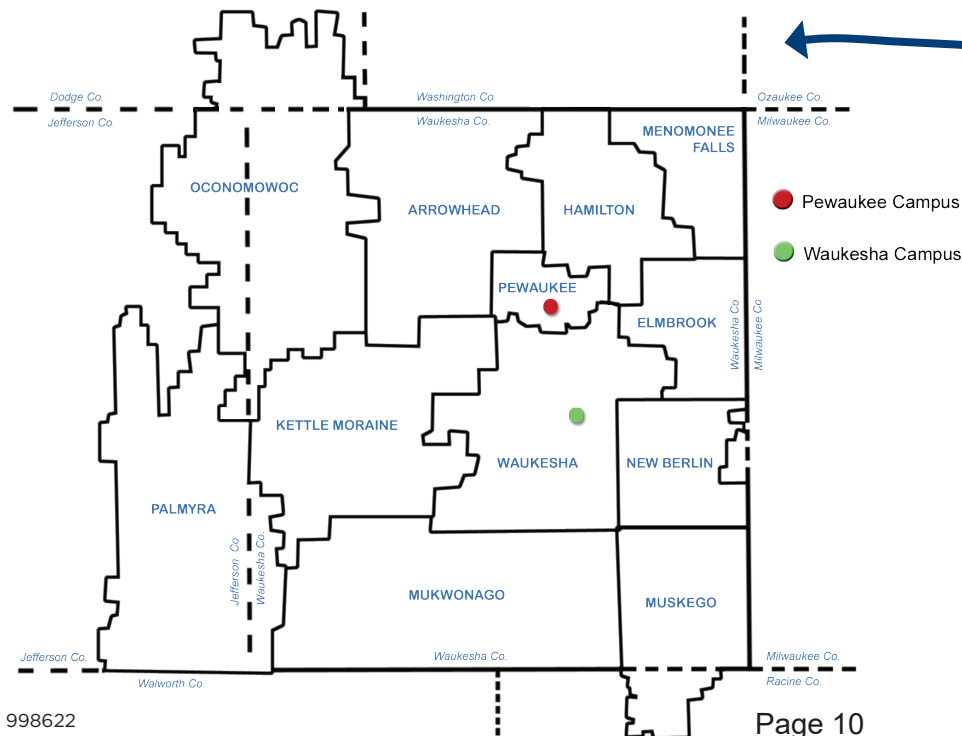 Dodge Co.
Washington Co.
Ozaukee Co.
Jefferson Co.
Waukesha Co.
Milwaukee Co.
MENOMONEE
FALLS
OCONOMOWOC
ARROWHEAD
HAMILTON
Pewaukee Campus
Waukesha Campus
PEWAUKEE
ELMBROOK
Waukesha Co
Milwaukee Co
KETTLE MORAINE
WAUKESHA
NEW BERLIN
PALMYRA
Jefferson Co
Waukesha Co.
MUKWONAGO
MUSKEGO
Jefferson Co.
Waukesha Co.
Milwaukee Co.
Walworth Co.
Racine Co.
998622
Page 10